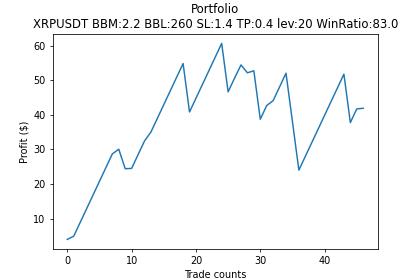 Portfolio
XRPUSDT BBM:2.2 BBL:260 SL:1.4 TP:0.4 lev:20 WinRatio:83.0
60
50
40
30
20
10
Profit ($)
0 10 20 30 40
Trade counts